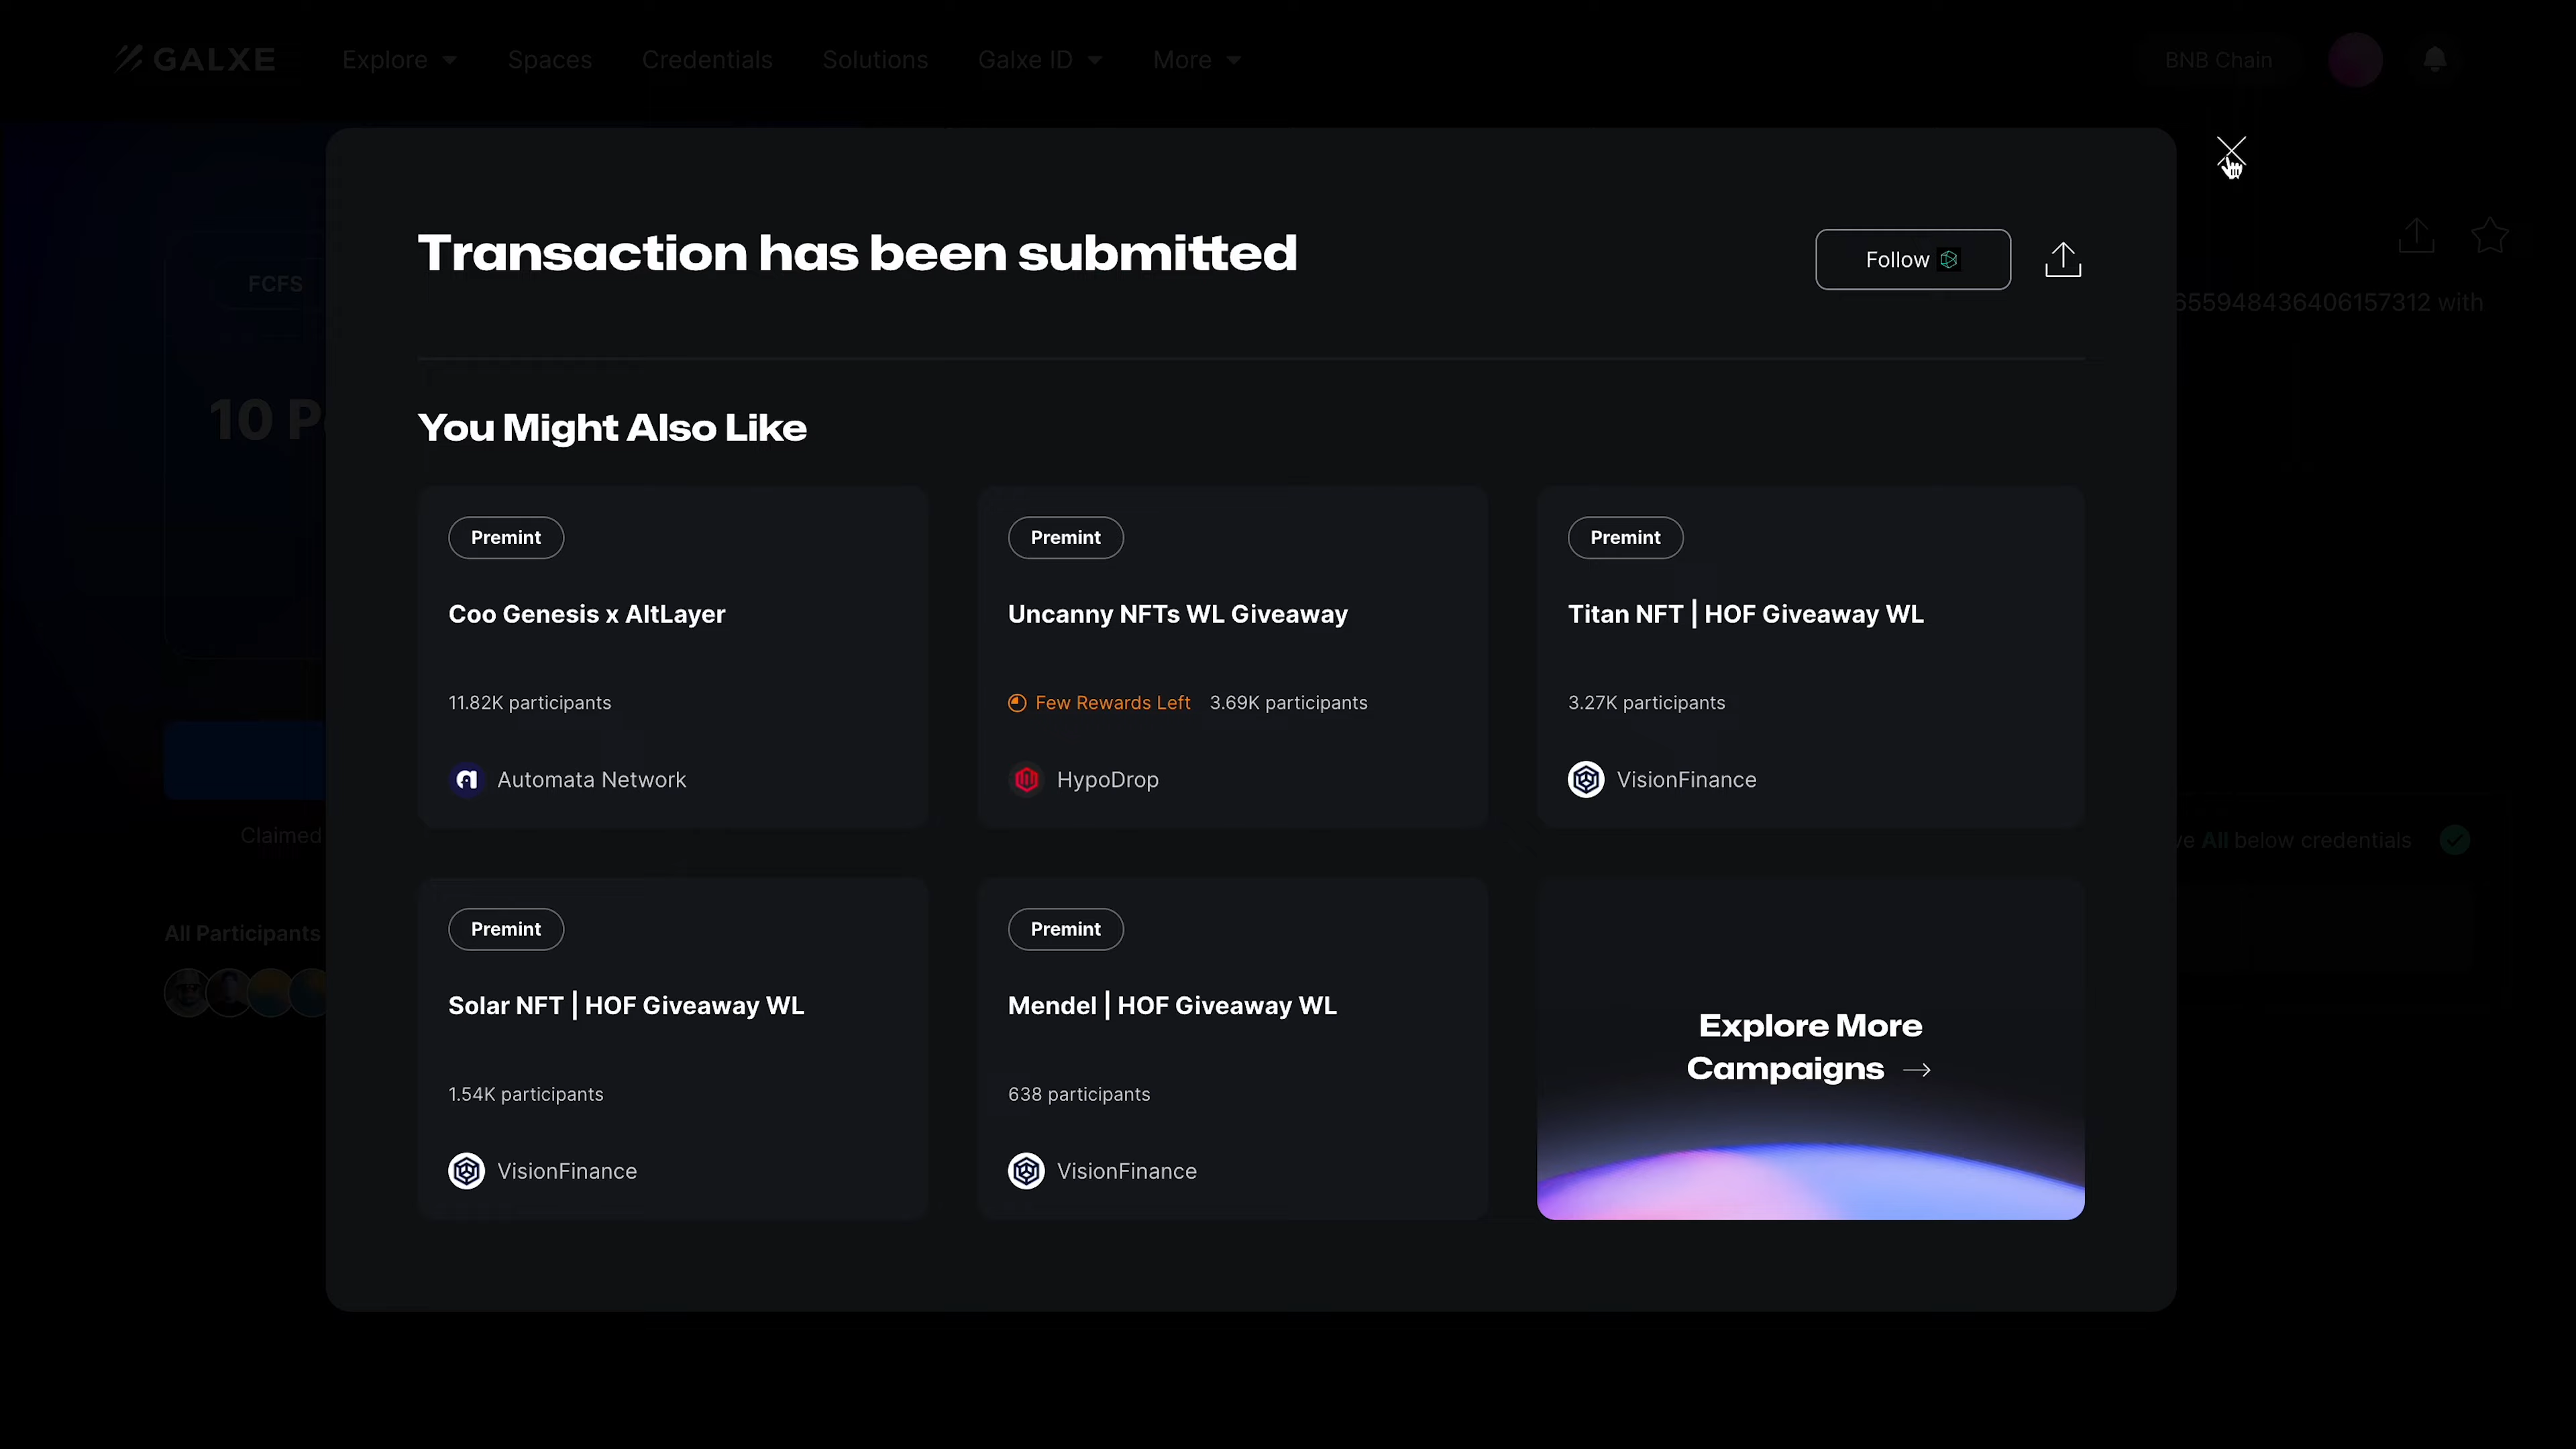 GALXE Explore Spaces Credentials Solutions Galxe ID More BNB Chain
Transaction has been submitted
Follow
FCFS
655948436406157312 with
10 P
You Might Also Like
Premint
Coo Genesis x AltLayer
11.82K participants
Automata Network
Premint
Uncanny NFTs WL Giveaway
Few Rewards Left 3.69K participants
HypoDrop
Premint
Titan NFT | HOF Giveaway WL
3.27K participants
VisionFinance
Claimed
ve All below credentials
All Participants
Premint
Solar NFT | HOF Giveaway WL
1.54K participants
VisionFinance
Premint
Mendel | HOF Giveaway WL
638 participants
VisionFinance
Explore More
Campaigns →